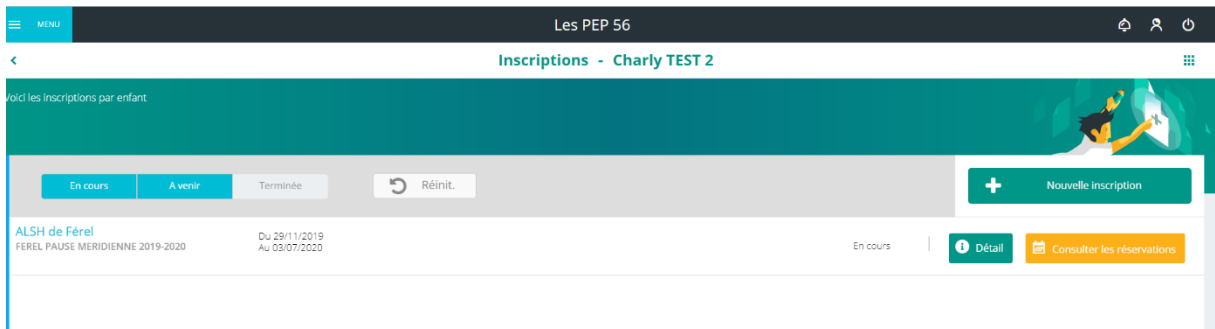 MENU
Les PEP 56
Inscriptions - Charly TEST 2
Voici les inscriptions par enfant
En cours
A venir
Terminée
Réinit.
Nouvelle inscription
ALSH de Férel
FEREL PAUSE MERIDIENNE 2019-2020
Du 29/11/2019
Au 03/07/2020
En cours
Détail
Consulter les réservations